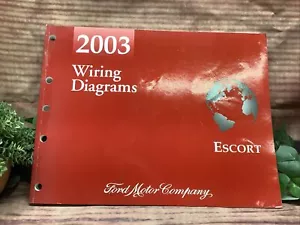 2003
Wiring
Diagrams
ESCORT
Ford Motor Company